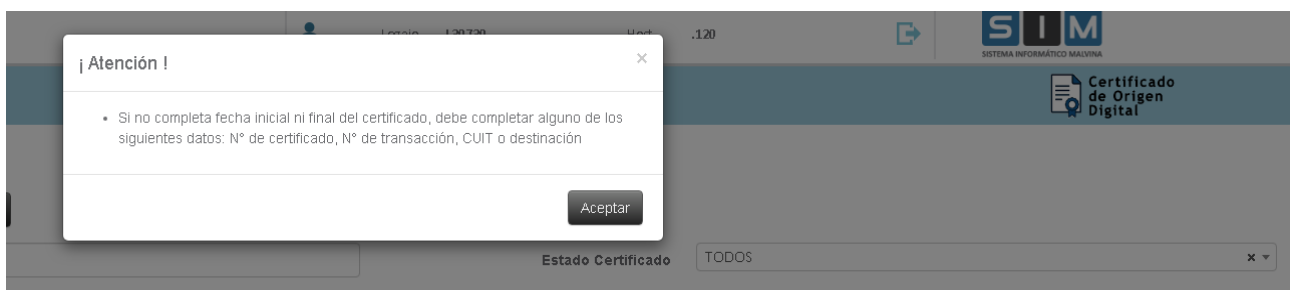 Host .120
SIM
SISTEMA INFORMÁTICO MALVINA
¡ Atención !
×
Certificado
de Origen
Digital
• Si no completa fecha inicial ni final del certificado, debe completar alguno de los
siguientes datos: N° de certificado, N° de transacción, CUIT o destinación
Aceptar
Estado Certificado TODOS